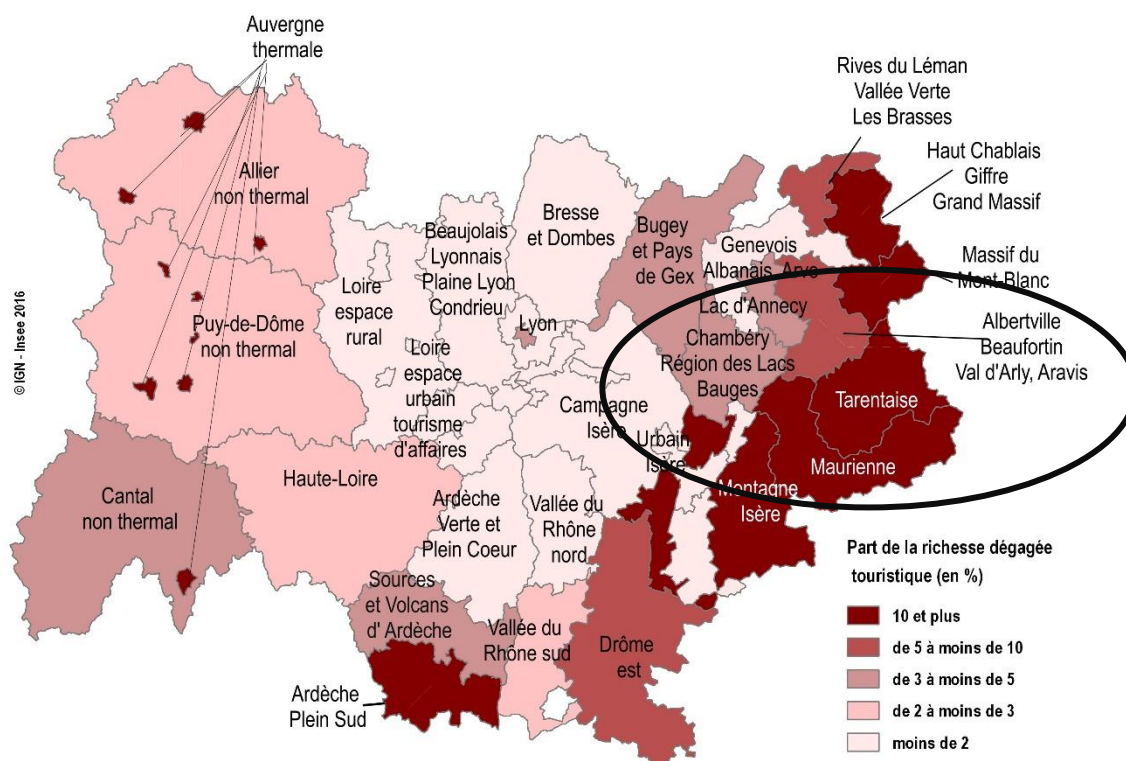 Auvergne
thermale
Rives du Léman
Vallée Verte
Les Brasses
Haut Chablais
Giffre
Grand Massif
Allier
non thermal
Beaujolais
Lyonnais
Plaine Lyon
Condrieu
Bresse
et Dombes
Bugey
et Pays
de Gex
Genevois
Albanais, Arve
Massif du
Mont-Blanc
Lac d'Annecy
Loire
espace
rural
Puy-de-Dôme
non thermal
Lyon
Albertville
Beaufortin
Val d'Arly, Aravis
Chambéry
Région des Lacs
Bauges
Loire
espace
urbain
tourisme
d'affaires
Campagne
Isère
Tarentaise
Urbain
Isère
Maurienne
Montagne
Isère
Haute-Loire
Cantal
non thermal
Ardèche
Verte et
Plein Coeur
Vallée du
Rhône
nord
Sources
et Volcans
d' Ardèche
Vallée du
Rhône sud
Drôme
est
Ardèche
Plein Sud
Part de la richesse dégagée
touristique (en %)
10 et plus
de 5 à moins de 10
de 3 à moins de 5
de 2 à moins de 3
moins de 2
© IGN - Insee 2016